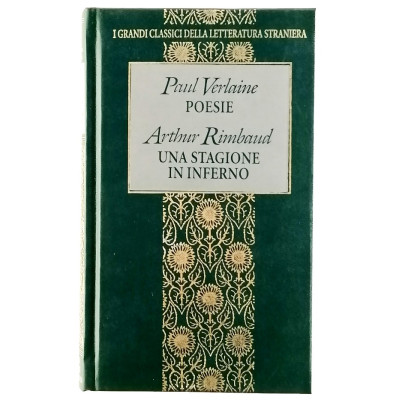 I GRANDI CLASSICI DELLA LETTERATURA STRANIERA
Paul Verlaine
POESIE
Arthur Rimbaud
UNA STAGIONE
IN INFERNO